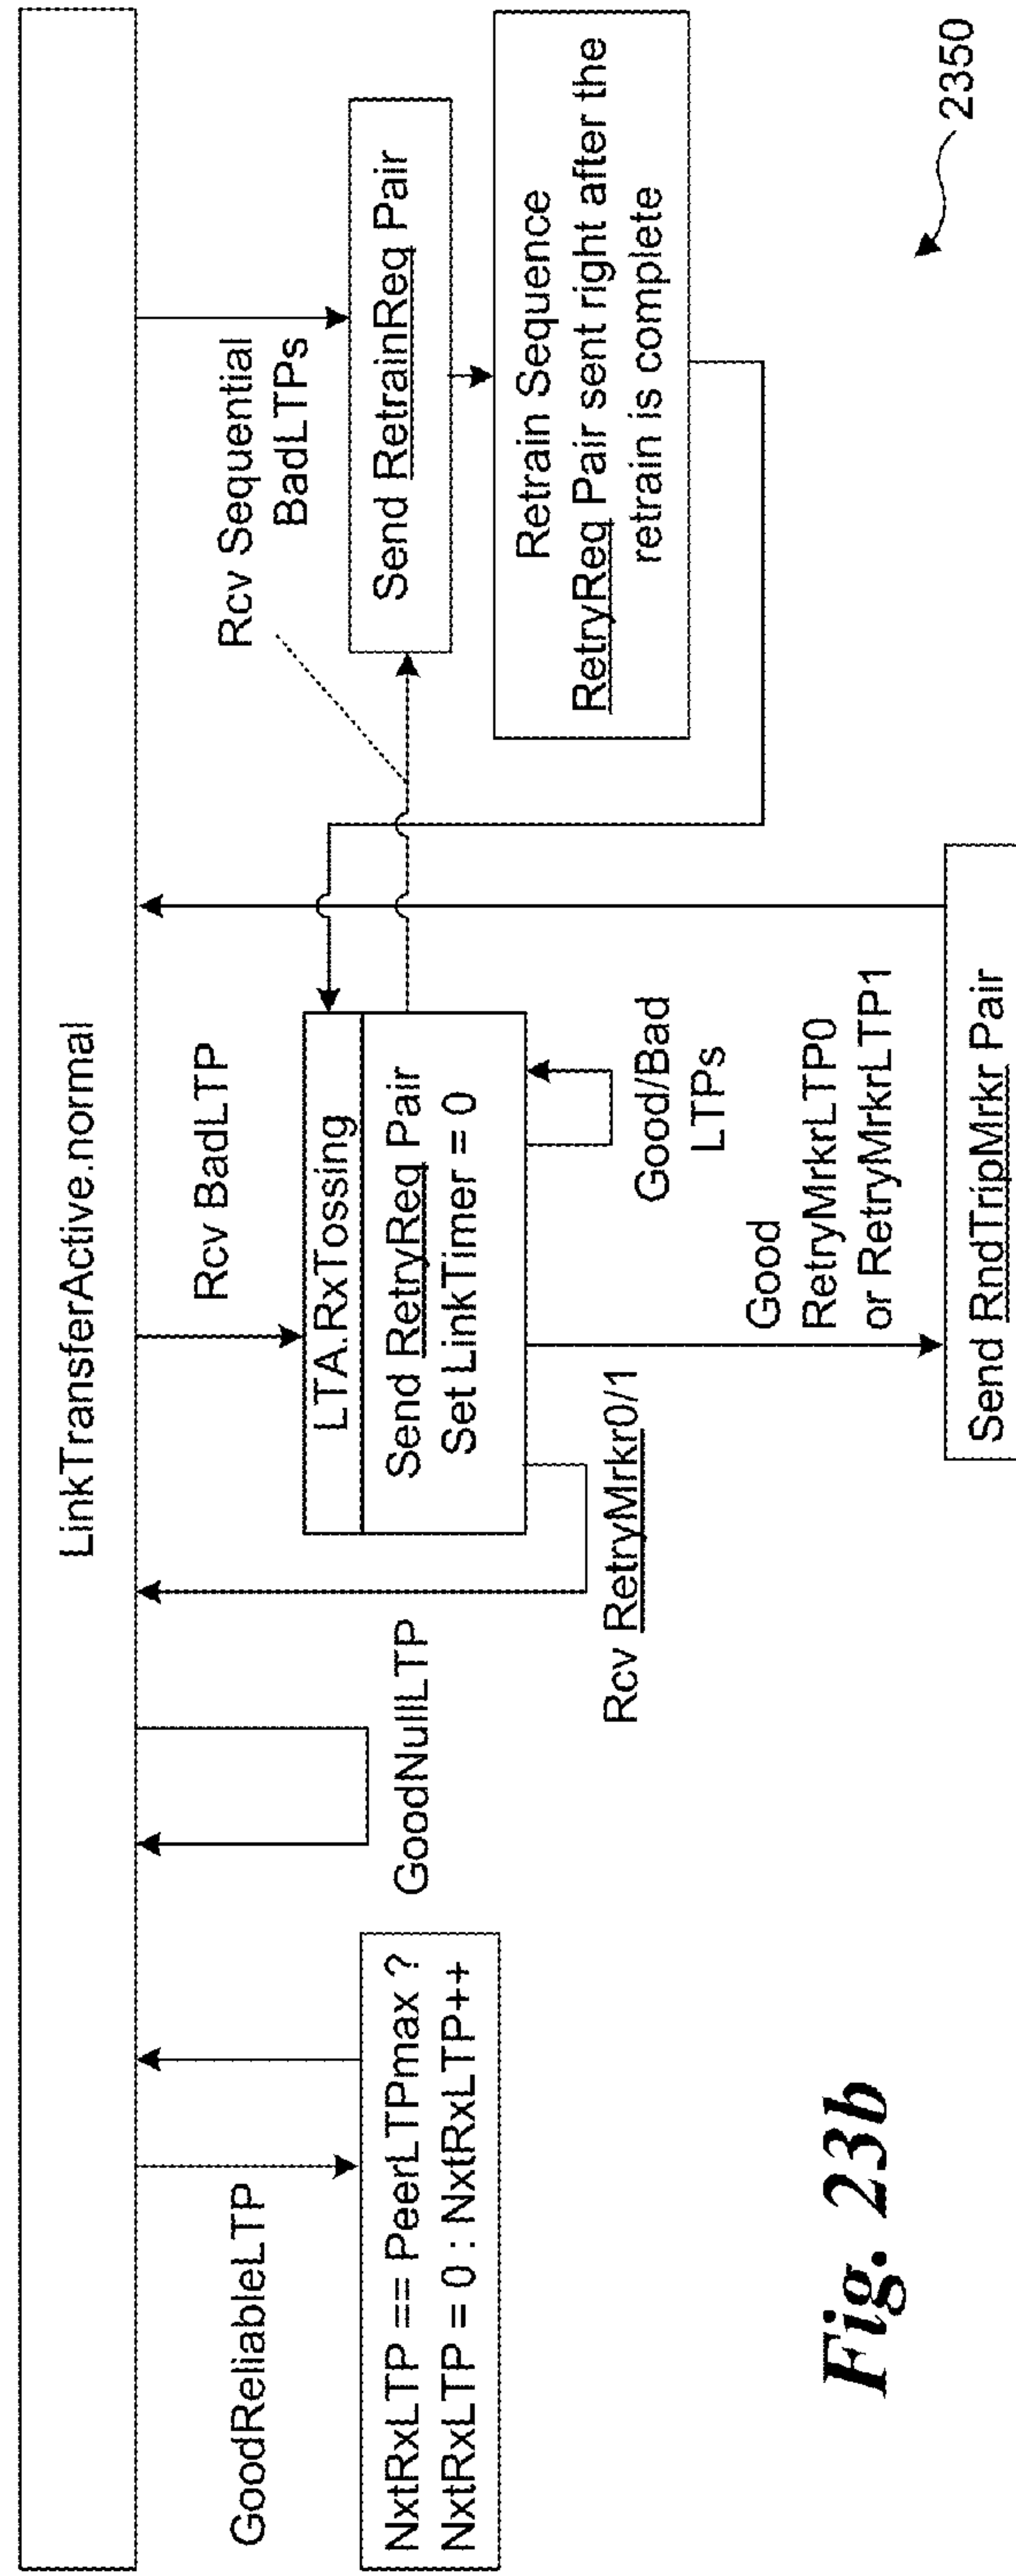 LinkTransferActive.normal
GoodReliableLTP
NxtRxLTP == PeerLTPmax ?
NxtRxLTP = 0 : NxtRxLTP++
GoodNullLTP
Rcv BadLTP
LTA.RxTossing
Send RetryReq Pair
Set LinkTimer = 0
Rcv RetryMrkr0/1
Good/Bad
LTPs
Good
RetryMrkrLTP0
or RetryMrkrLTP1
Send RndTripMrkr Pair
Rcv Sequential
BadLTPs
Send RetrainReq Pair
Retrain Sequence
RetryReq Pair sent right after the
retrain is complete
2350
Fig. 23b